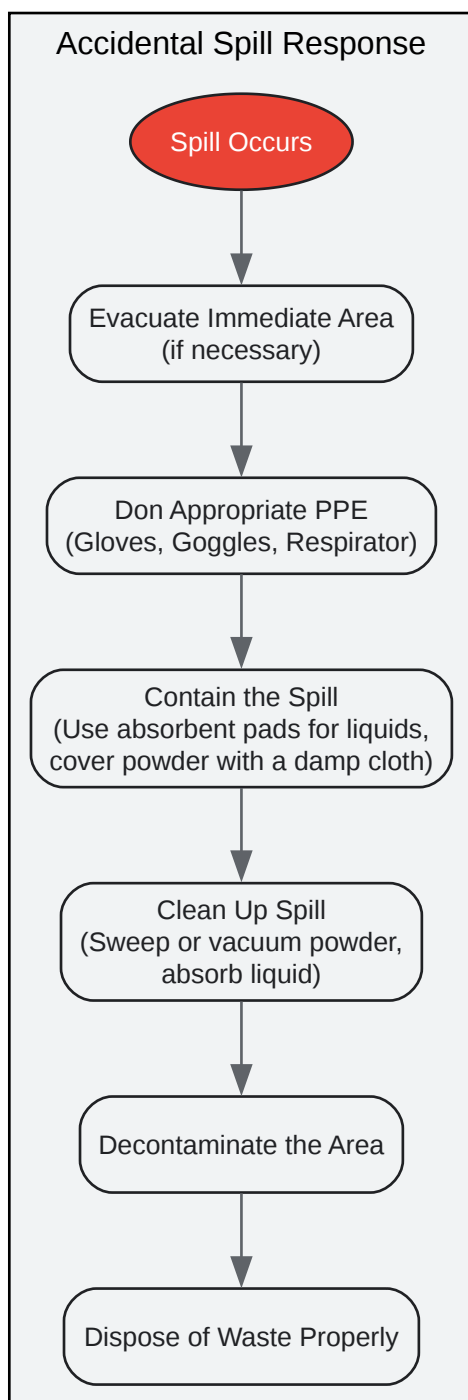 Accidental Spill Response
Spill Occurs
Evacuate Immediate Area
(if necessary)
Don Appropriate PPE
(Gloves, Goggles, Respirator)
Contain the Spill
(Use absorbent pads for liquids,
cover powder with a damp cloth)
Clean Up Spill
(Sweep or vacuum powder,
absorb liquid)
Decontaminate the Area
Dispose of Waste Properly